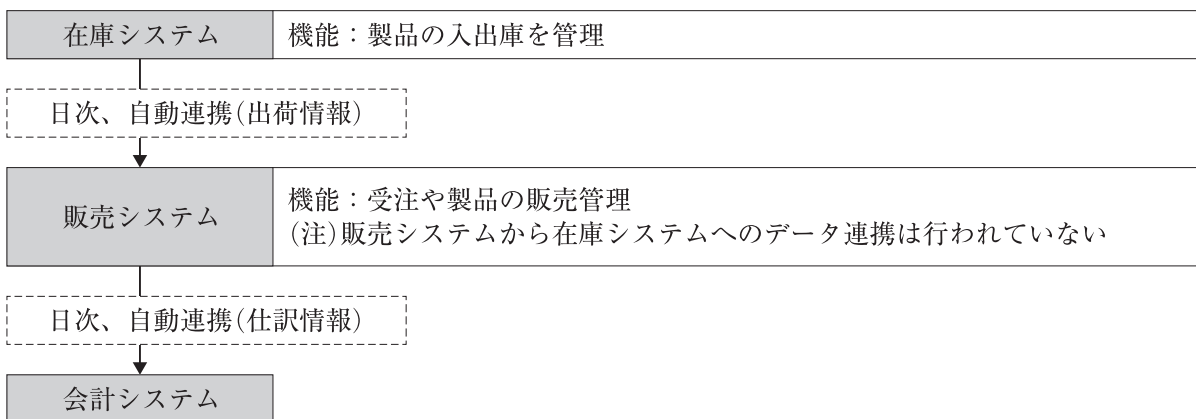 在庫システム
機能：製品の入出庫を管理
日次、自動連携(出荷情報)
販売システム
機能：受注や製品の販売管理
(注)販売システムから在庫システムへのデータ連携は行われていない
日次、自動連携(仕訳情報)
会計システム